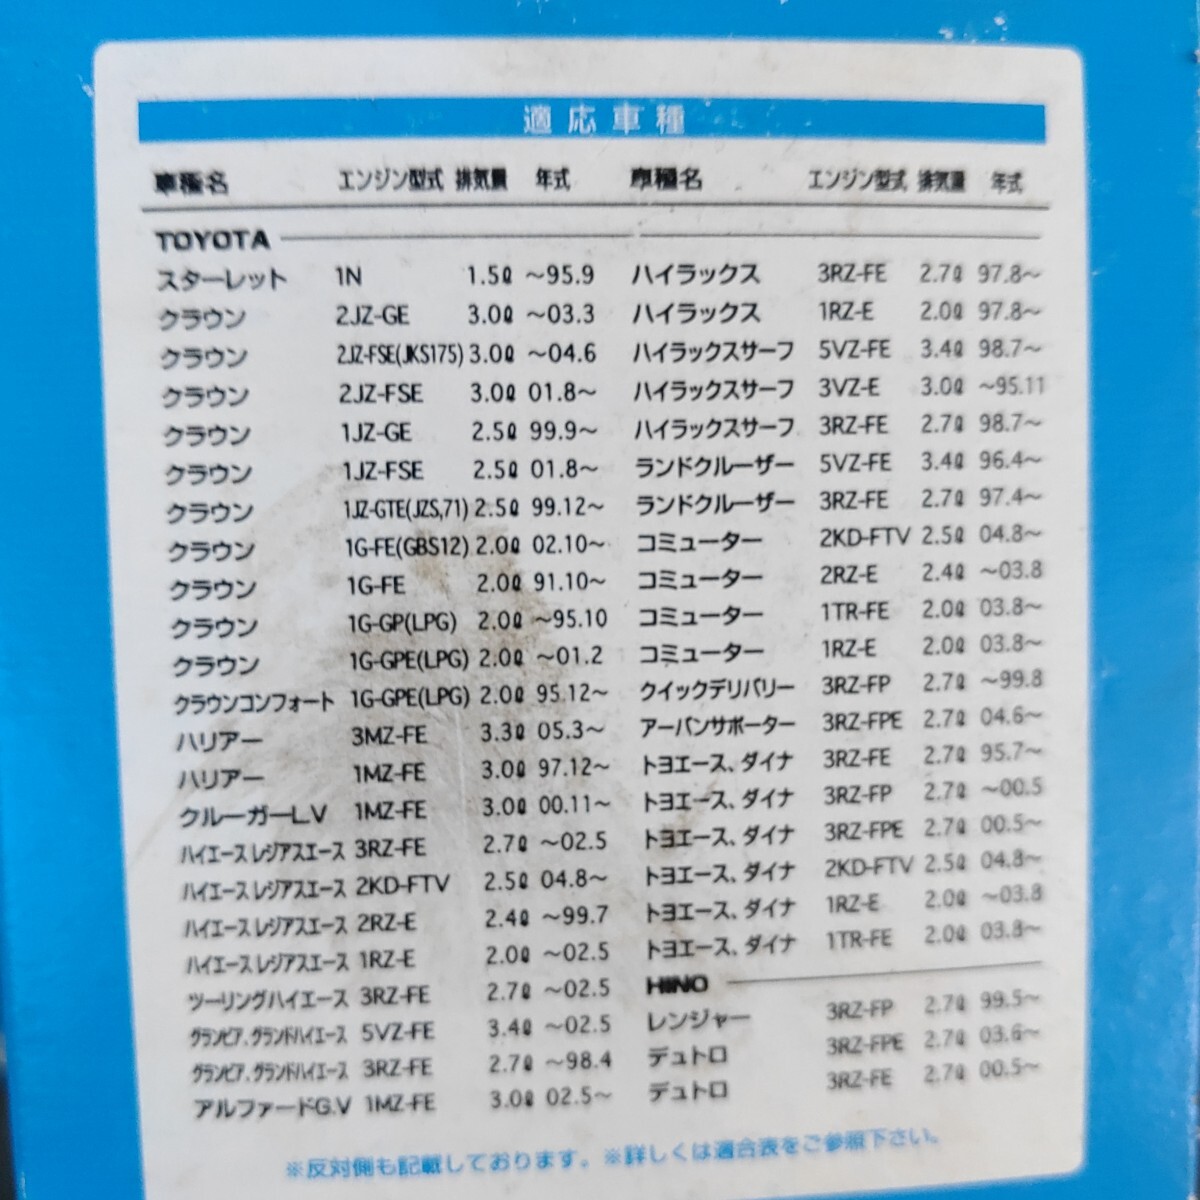 適応車種
車種名 エンジン型式 排気量 年式 車種名 エンジン型式 排気量 年式
TOYOTA
スターレット 1N 1.5ℓ ~95.9
クラウン 2JZ-GE 3.0ℓ ~03.3
クラウン 2JZ-FSE(JKS175) 3.0ℓ ~04.6
クラウン 2JZ-FSE 3.0ℓ 01.8~
クラウン 1JZ-GE 2.5ℓ 99.9~
クラウン 1JZ-FSE 2.5ℓ 01.8~
クラウン 1JZ-GTE(JZS,71) 2.5ℓ 99.12~
クラウン 1G-FE(GBS12) 2.0ℓ 02.10~
クラウン 1G-FE 2.0ℓ 91.10~
クラウン 1G-GP(LPG) 2.0ℓ ~95.10
クラウン 1G-GPE(LPG) 2.0ℓ ~01.2
クラウンコンフォート 1G-GPE(LPG) 2.0ℓ 95.12~
ハリアー 3MZ-FE 3.3ℓ 05.3~
ハリアー 1MZ-FE 3.0ℓ 97.12~
クルーガーL.V 1MZ-FE 3.0ℓ 00.11~
ハイエース レジアスエース 3RZ-FE 2.7ℓ ~02.5
ハイエース レジアスエース 2KD-FTV 2.5ℓ 04.8~
ハイエース レジアスエース 2RZ-E 2.4ℓ ~99.7
ハイエース レジアスエース 1RZ-E 2.0ℓ ~02.5
ツーリングハイエース 3RZ-FE 2.7ℓ ~02.5
グランビア、グランドハイエース 5VZ-FE 3.4ℓ ~02.5
グランビア、グランドハイエース 3RZ-FE 2.7ℓ ~98.4
アルファードG.V 1MZ-FE 3.0ℓ 02.5~
ハイラックス 3RZ-FE 2.7ℓ 97.8~
ハイラックス 1RZ-E 2.0ℓ 97.8~
ハイラックスサーフ 5VZ-FE 3.4ℓ 98.7~
ハイラックスサーフ 3VZ-E 3.0ℓ ~95.11
ハイラックスサーフ 3RZ-FE 2.7ℓ 98.7~
ランドクルーザー 5VZ-FE 3.4ℓ 96.4~
ランドクルーザー 3RZ-FE 2.7ℓ 97.4~
コミューター 2KD-FTV 2.5ℓ 04.8~
コミューター 2RZ-E 2.4ℓ ~03.8
コミューター 1TR-FE 2.0ℓ 03.8~
コミューター 1RZ-E 2.0ℓ 03.8~
クイックデリバリー 3RZ-FP 2.7ℓ ~99.8
アーバンサポーター 3RZ-FPE 2.7ℓ 04.6~
トヨエース、ダイナ 3RZ-FE 2.7ℓ 95.7~
トヨエース、ダイナ 3RZ-FP 2.7ℓ ~00.5
トヨエース、ダイナ 3RZ-FPE 2.7ℓ 00.5~
トヨエース、ダイナ 2KD-FTV 2.5ℓ 04.8~
トヨエース、ダイナ 1RZ-E 2.0ℓ ~03.8
トヨエース、ダイナ 1TR-FE 2.0ℓ 03.8~
HINO
レンジャー 3RZ-FP 2.7ℓ 99.5~
デュトロ 3RZ-FPE 2.7ℓ 03.6~
デュトロ 3RZ-FE 2.7ℓ 00.5~
※反対側も記載しております。※詳しくは適合表をご参照下さい。